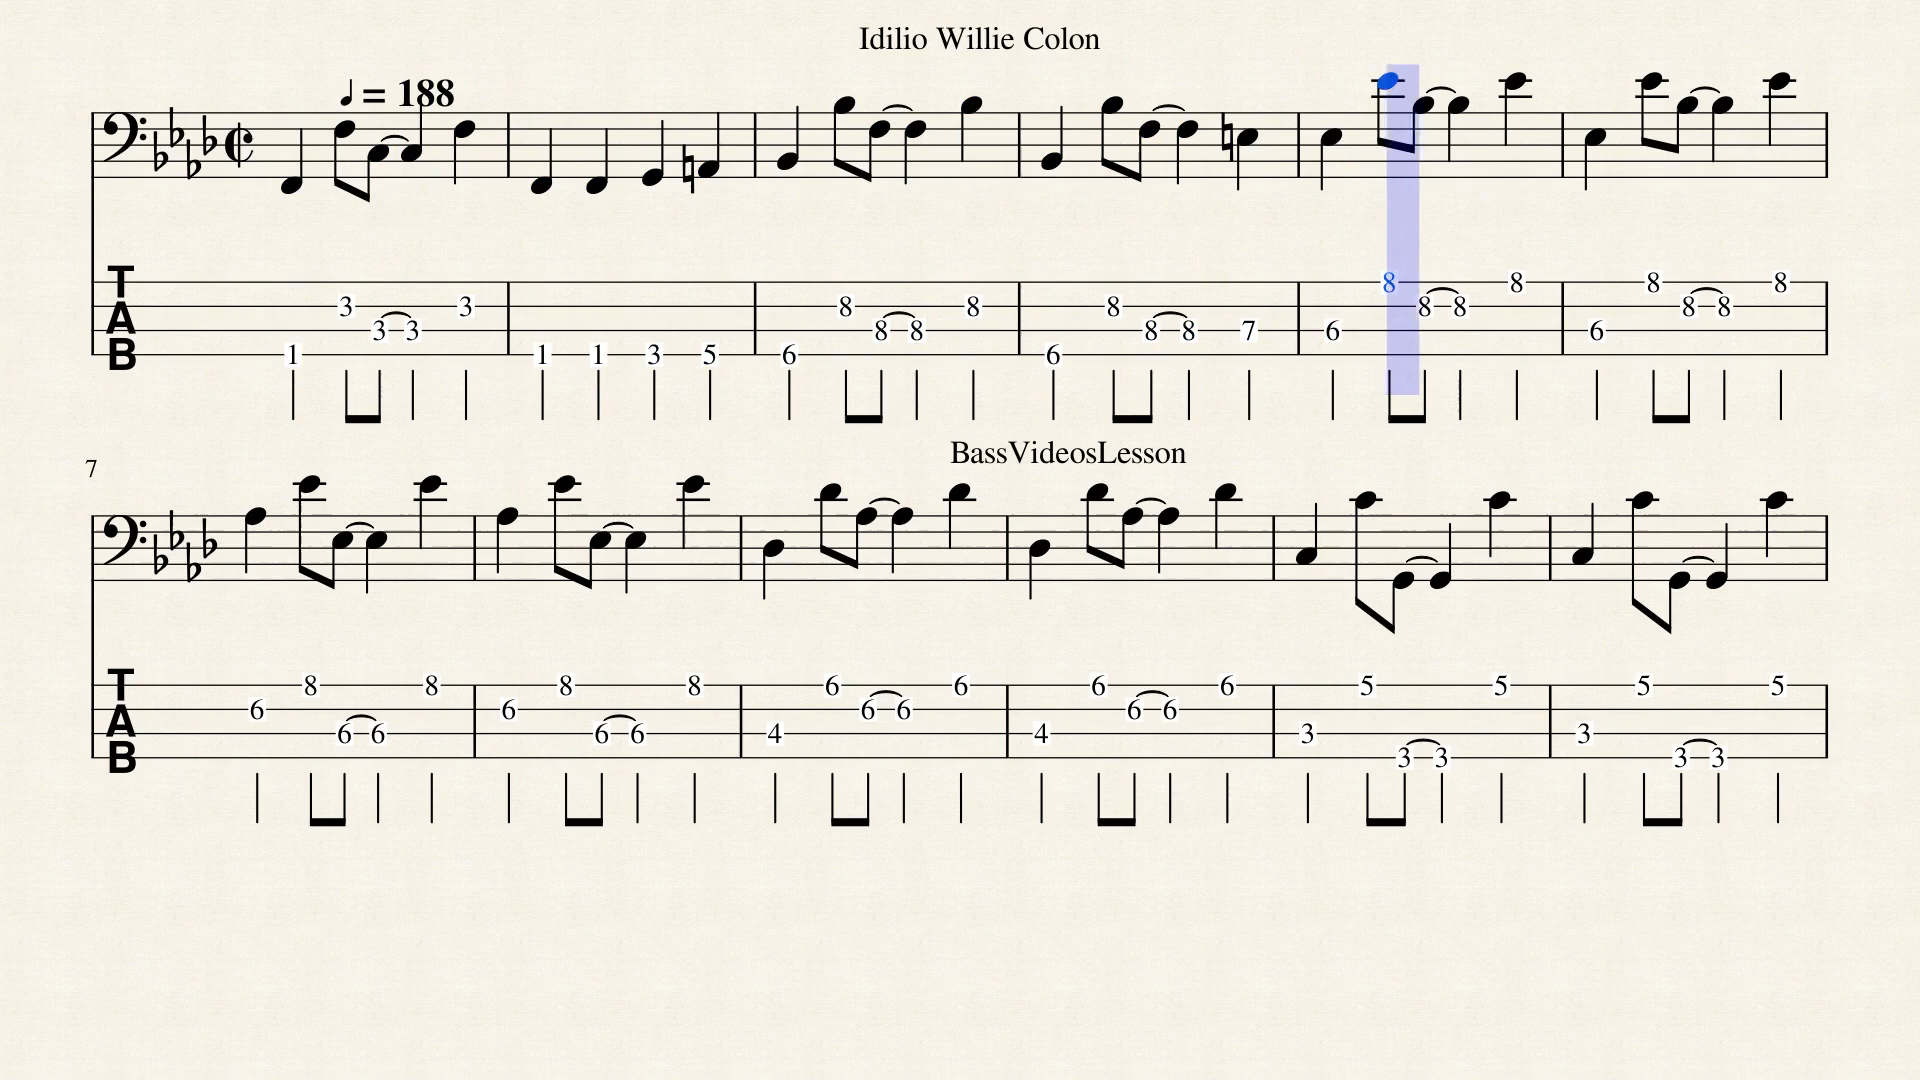 Idilio Willie Colon
♩ = 188
T 3 3 8 8 8 8 8 8 8 8
A 3 3 8 8 8 8 7 6 8 8 6 8 8
B 1 1 1 3 5 6 6
BassVideosLesson
7
T 8 8 8 8 6 6 6 6 5 5 5 5
A 6 6 6 6 6 6 4 6 6 4 6 6 3 3
B 3 3 3 3